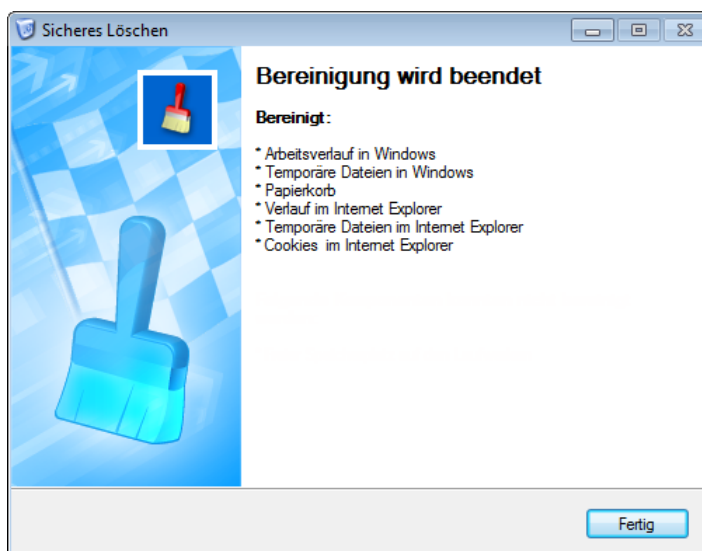 Sicheres Löschen
Bereinigung wird beendet
Bereinigt:
* Arbeitsverlauf in Windows
* Temporäre Dateien in Windows
* Papierkorb
* Verlauf im Internet Explorer
* Temporäre Dateien im Internet Explorer
* Cookies im Internet Explorer
Fertig